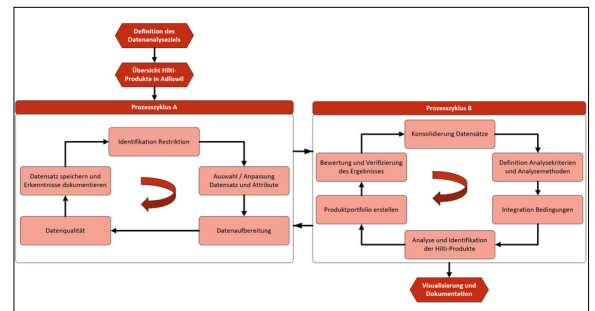 Definition des
Datenanalyseziels
Übersicht Hilti-
Produkte in Adliswil
Prozesszyklus A
Identifikation Restriktion
Datensatz speichern und
Erkenntnisse dokumentieren
Auswahl / Anpassung
Datensatz und Attribute
Datenqualität
Datenaufbereitung
Prozesszyklus B
Konsolidierung Datensätze
Bewertung und Verifizierung
des Ergebnisses
Definition Analysekriterien
und Analysemethoden
Produktportfolio erstellen
Integration Bedingungen
Analyse und Identifikation
der Hilti-Produkte
Visualisierung und
Dokumentation